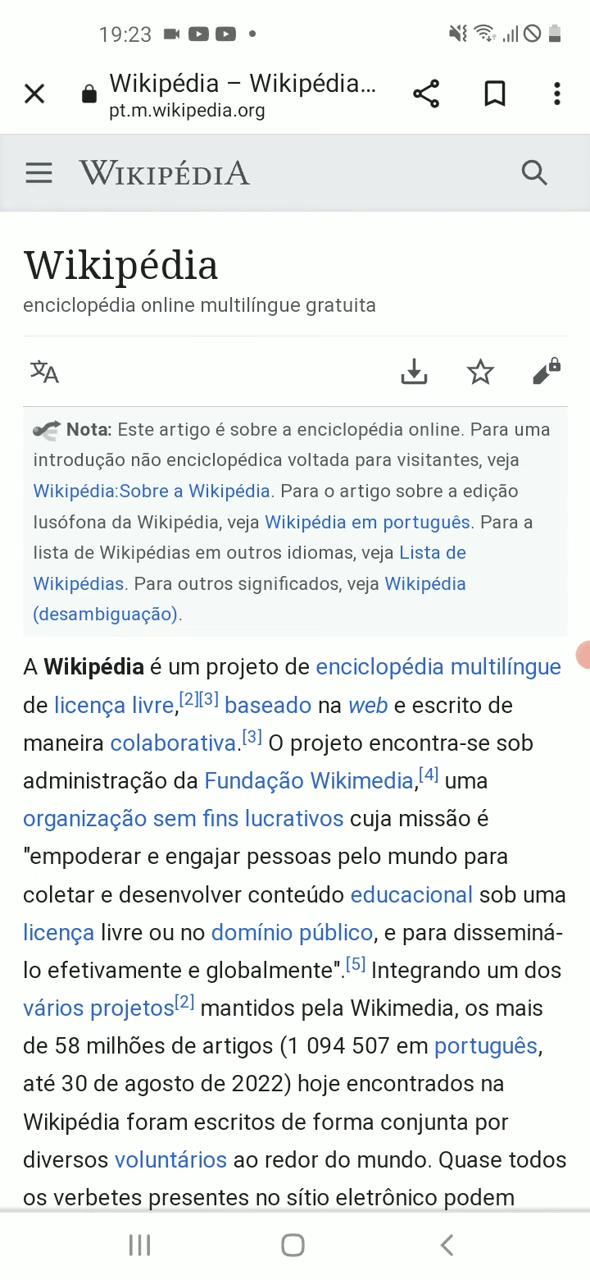 19:23
Wikipédia – Wikipédia...
pt.m.wikipedia.org
WIKIPÉDIA
Wikipédia
enciclopédia online multilíngue gratuita
Nota: Este artigo é sobre a enciclopédia online. Para uma
introdução não enciclopédica voltada para visitantes, veja
Wikipédia:Sobre a Wikipédia. Para o artigo sobre a edição
lusófona da Wikipédia, veja Wikipédia em português. Para a
lista de Wikipédias em outros idiomas, veja Lista de
Wikipédias. Para outros significados, veja Wikipédia
(desambiguação).
A Wikipédia é um projeto de enciclopédia multilíngue
de licença livre,[2][3] baseado na web e escrito de
maneira colaborativa.[3] O projeto encontra-se sob
administração da Fundação Wikimedia,[4] uma
organização sem fins lucrativos cuja missão é
"empoderar e engajar pessoas pelo mundo para
coletar e desenvolver conteúdo educacional sob uma
licença livre ou no domínio público, e para disseminá-
lo efetivamente e globalmente".[5] Integrando um dos
vários projetos[2] mantidos pela Wikimedia, os mais
de 58 milhões de artigos (1 094 507 em português,
até 30 de agosto de 2022) hoje encontrados na
Wikipédia foram escritos de forma conjunta por
diversos voluntários ao redor do mundo. Quase todos
os verbetes presentes no sítio eletrônico podem